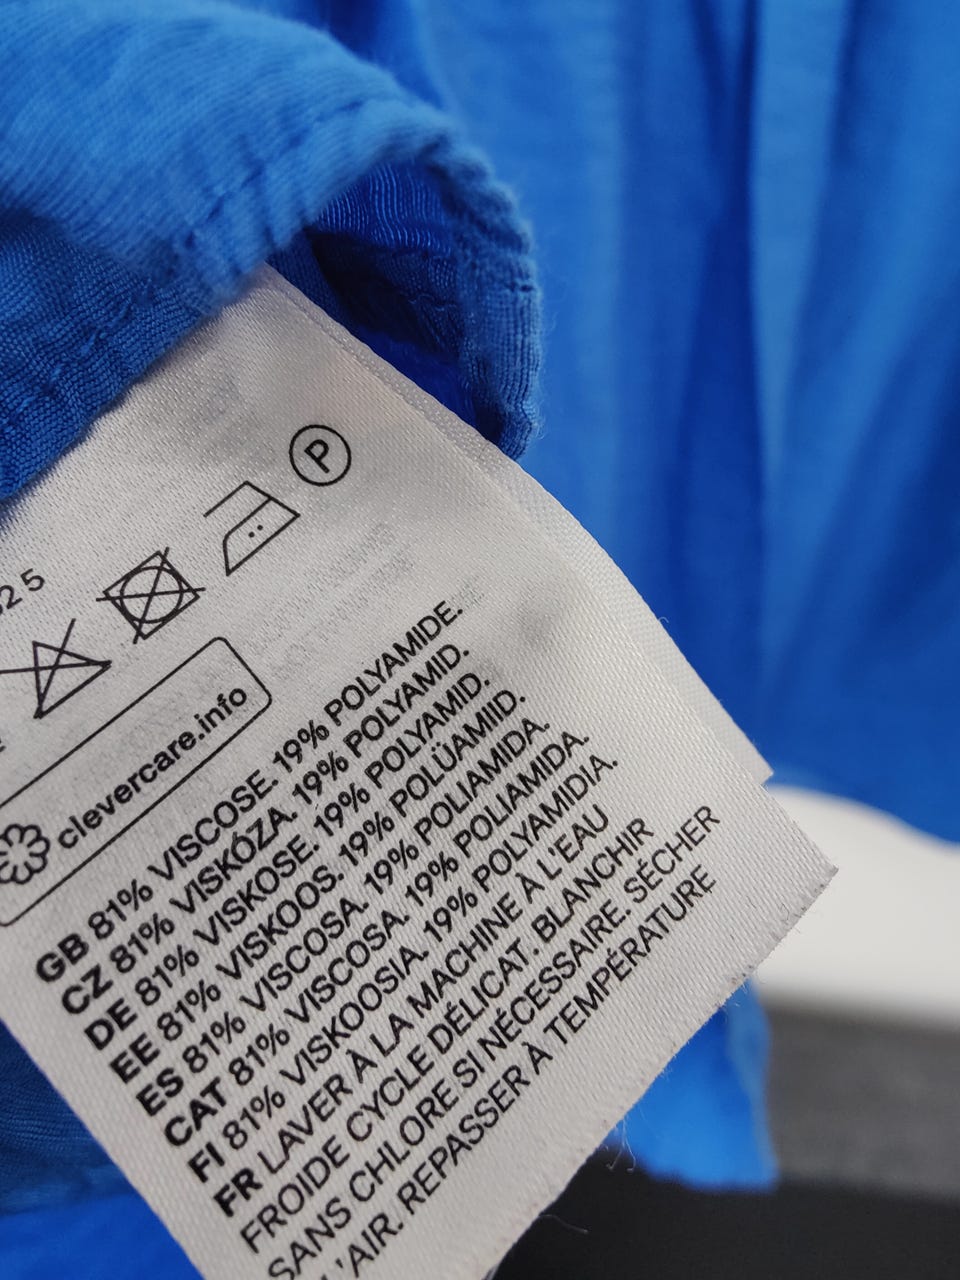 P
25
clevercare.info
GB 81% VISCOSE. 19% POLYAMIDE.
CZ 81% VISKÓZA. 19% POLYAMID.
DE 81% VISKOSE. 19% POLYAMID.
EE 81% VISKOOS. 19% POLÜAMIID.
ES 81% VISCOSA. 19% POLIAMIDA.
CAT 81% VISCOSA. 19% POLIAMIDA.
FI 81% VISKOOSIA. 19% POLYAMIDIA.
FR LAVER À LA MACHINE À L'EAU
FROIDE CYCLE DÉLICAT. BLANCHIR
SANS CHLORE SI NÉCESSAIRE. SÉCHER
L'AIR. REPASSER À TEMPÉRATURE